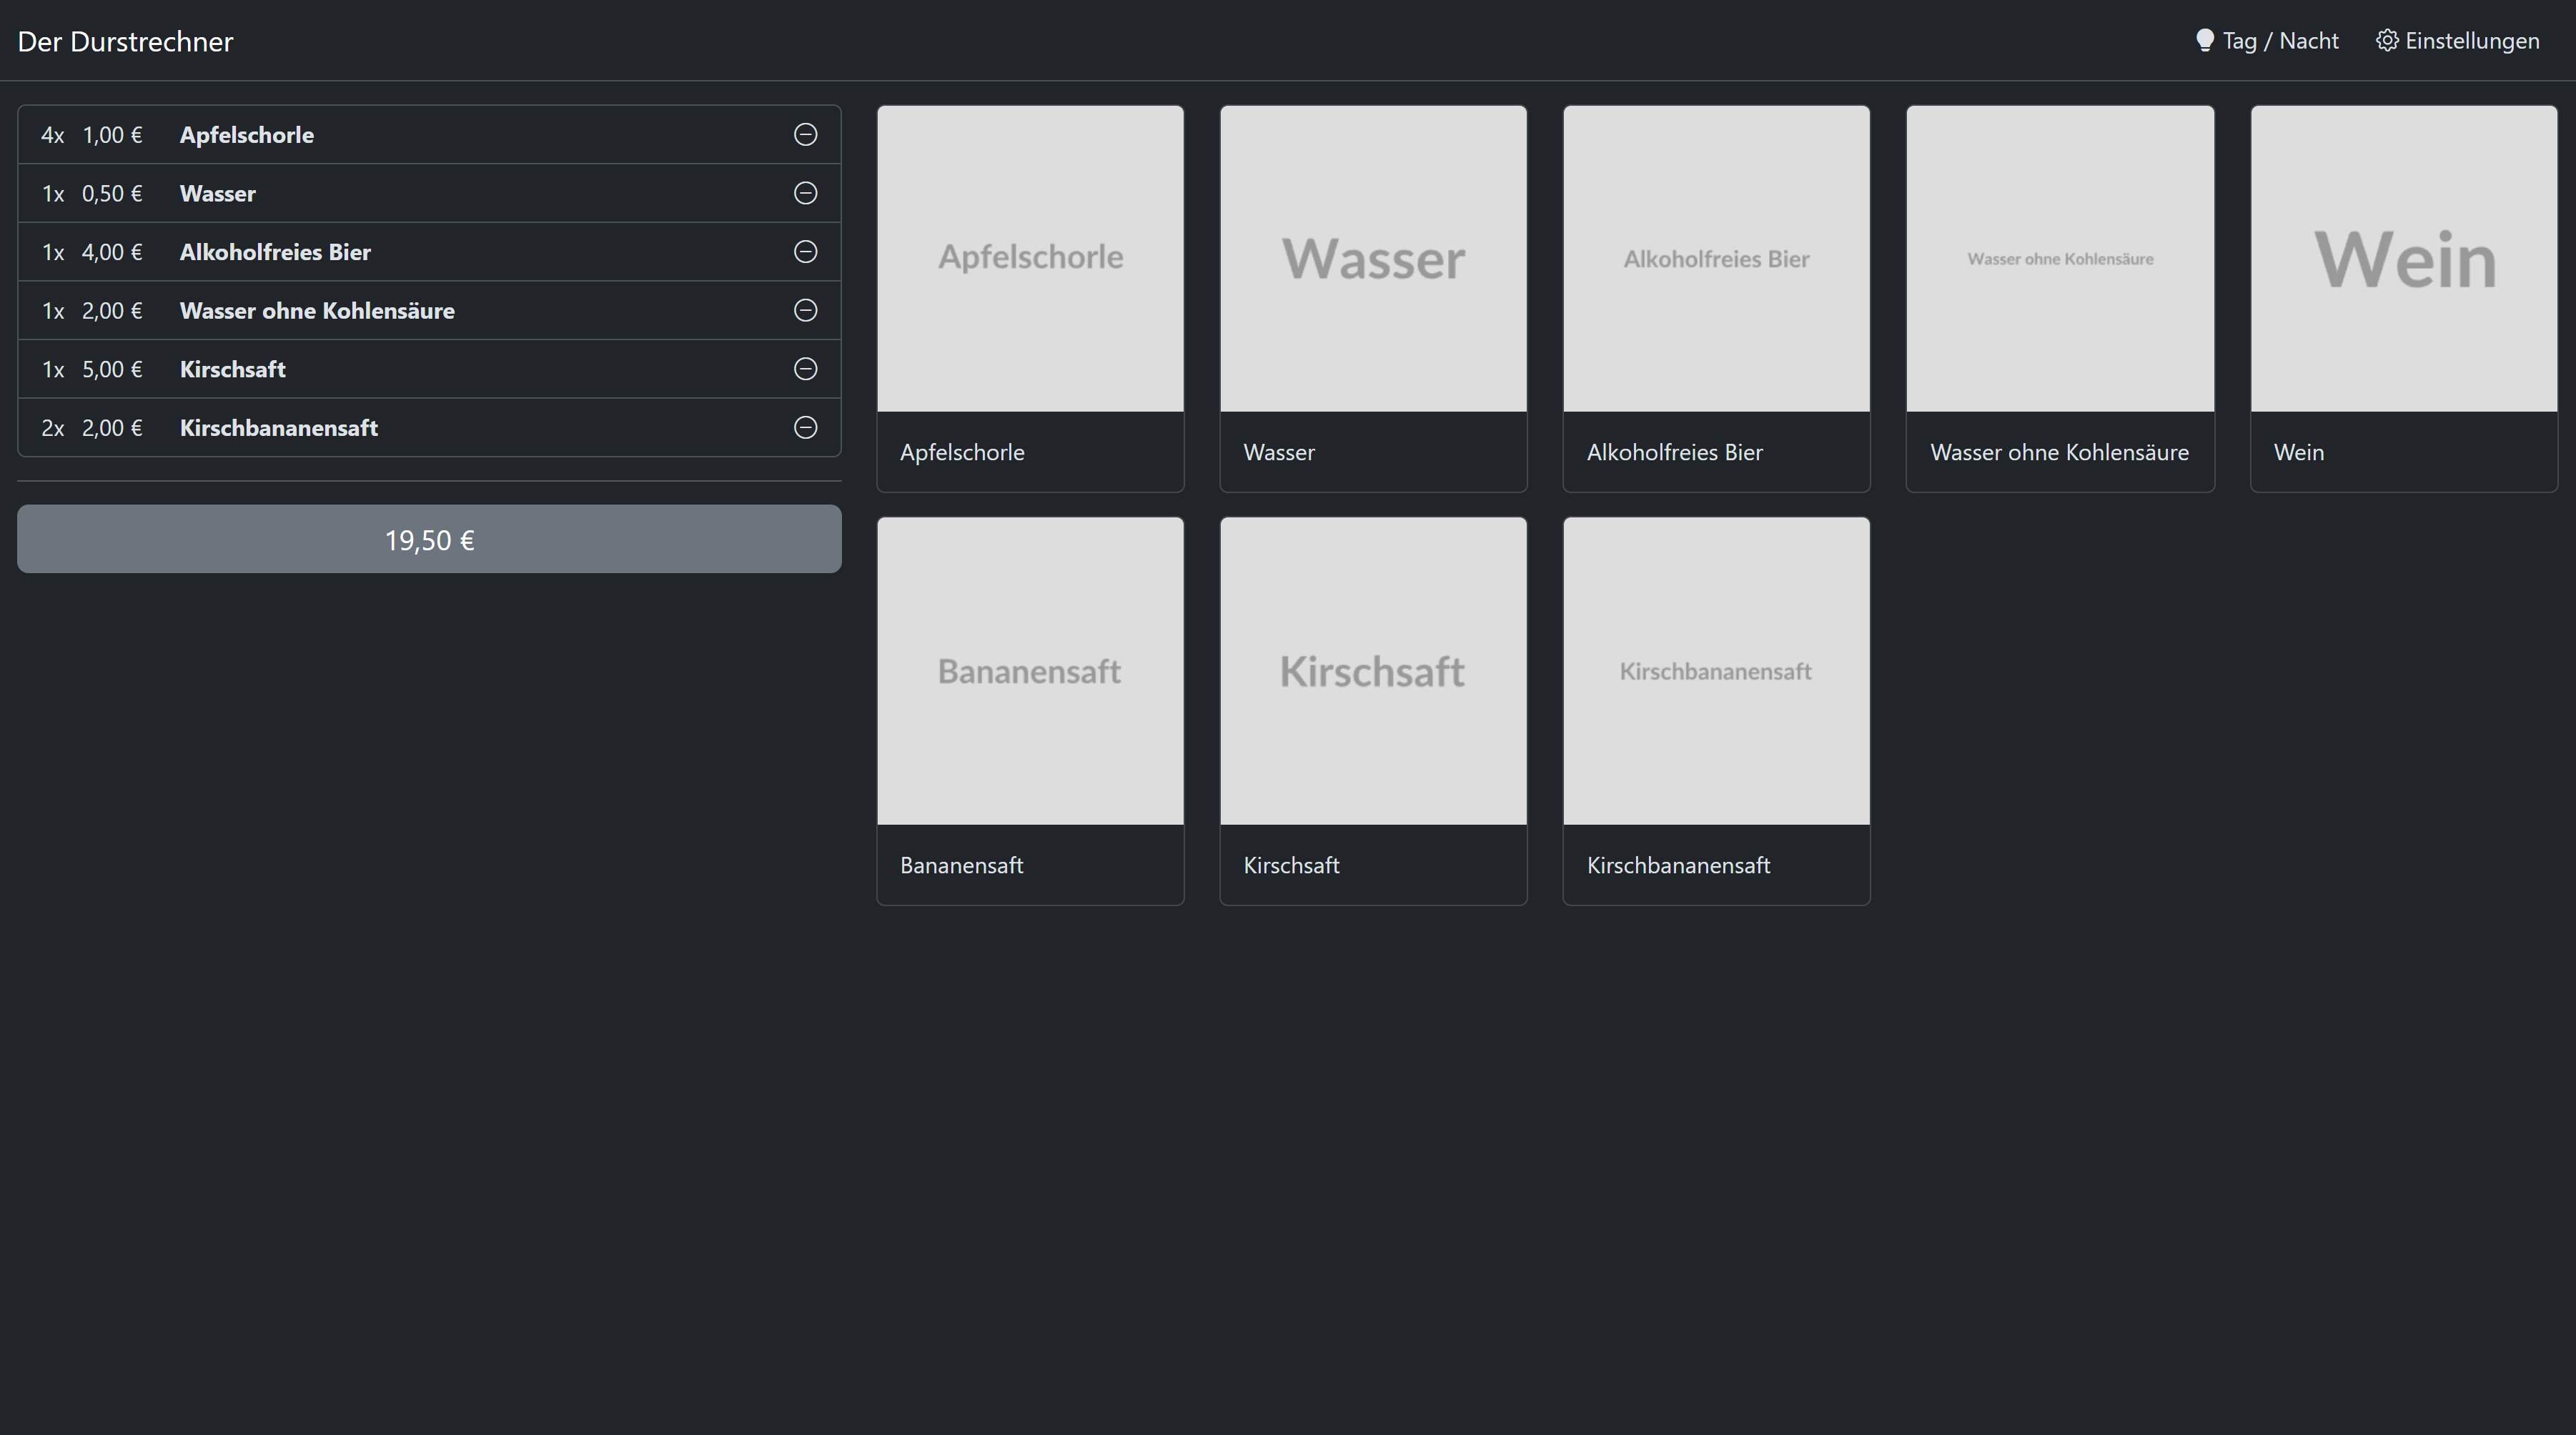 Der Durstrechner
Tag / Nacht
Einstellungen
4x 1,00 € Apfelschorle
1x 0,50 € Wasser
1x 4,00 € Alkoholfreies Bier
1x 2,00 € Wasser ohne Kohlensäure
1x 5,00 € Kirschsaft
2x 2,00 € Kirschbananensaft
19,50 €
Apfelschorle
Apfelschorle
Wasser
Wasser
Alkoholfreies Bier
Alkoholfreies Bier
Wasser ohne Kohlensäure
Wasser ohne Kohlensäure
Wein
Wein
Bananensaft
Bananensaft
Kirschsaft
Kirschsaft
Kirschbananensaft
Kirschbananensaft